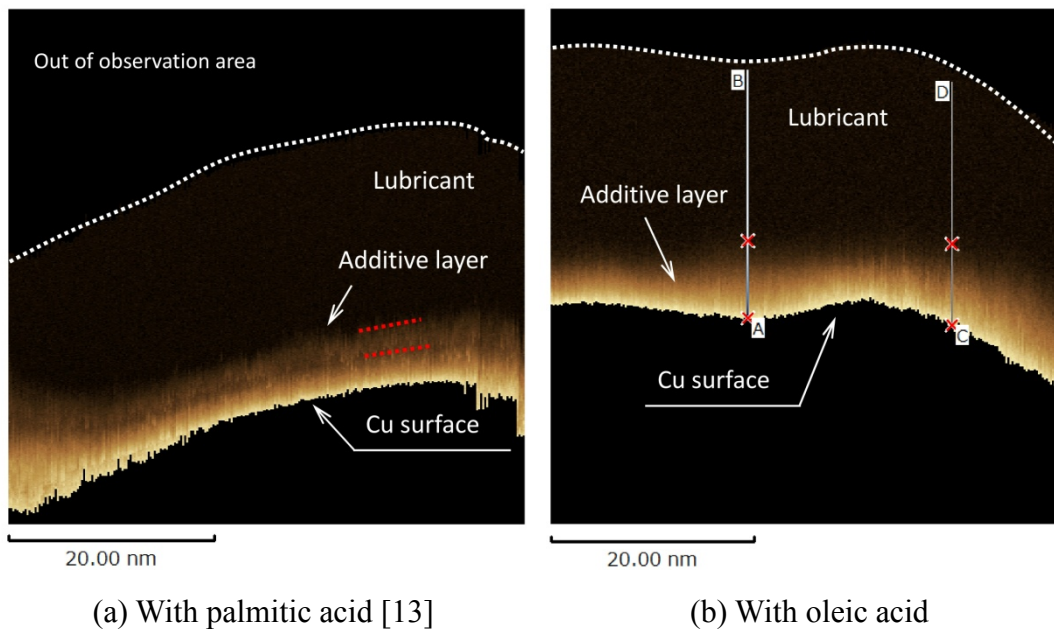 Out of observation area
Lubricant
Additive layer
Cu surface
20.00 nm
(a) With palmitic acid [13]
B
D
Lubricant
Additive layer
A
C
Cu surface
20.00 nm
(b) With oleic acid